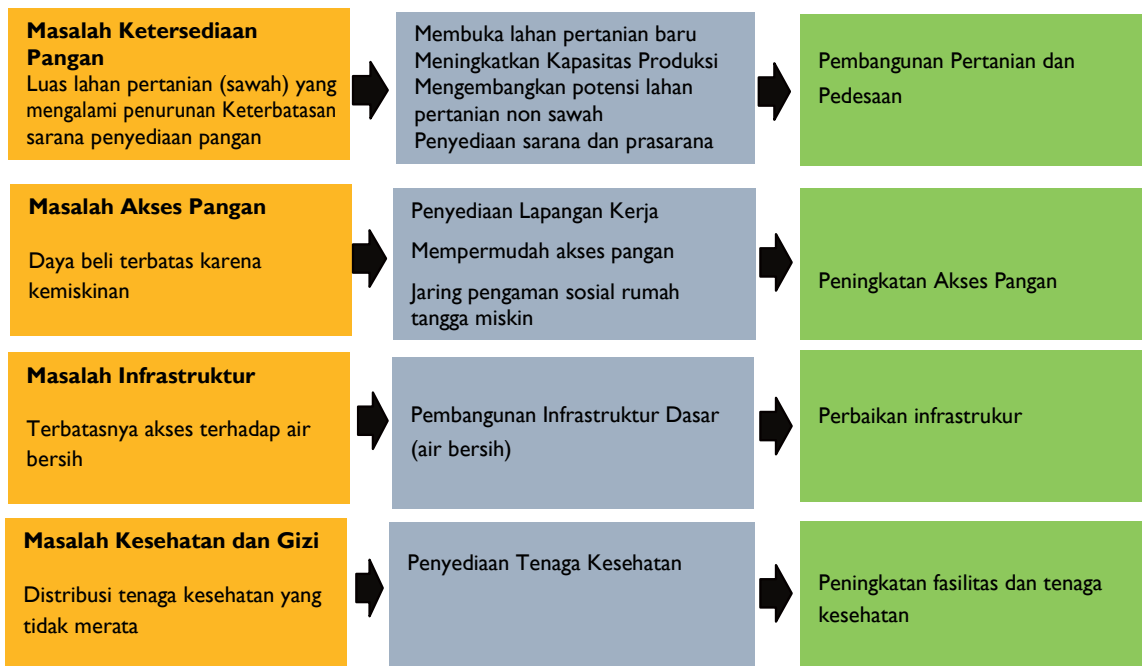 Masalah Ketersediaan
Pangan
Luas lahan pertanian (sawah) yang
mengalami penurunan Keterbatasan
sarana penyediaan pangan
Membuka lahan pertanian baru
Meningkatkan Kapasitas Produksi
Mengembangkan potensi lahan
pertanian non sawah
Penyediaan sarana dan prasarana
Pembangunan Pertanian dan
Pedesaan
Masalah Akses Pangan
Daya beli terbatas karena
kemiskinan
Penyediaan Lapangan Kerja
Mempermudah akses pangan
Jaring pengaman sosial rumah
tangga miskin
Peningkatan Akses Pangan
Masalah Infrastruktur
Terbatasnya akses terhadap air
bersih
Pembangunan Infrastruktur Dasar
(air bersih)
Perbaikan infrastrukur
Masalah Kesehatan dan Gizi
Distribusi tenaga kesehatan yang
tidak merata
Penyediaan Tenaga Kesehatan
Peningkatan fasilitas dan tenaga
kesehatan